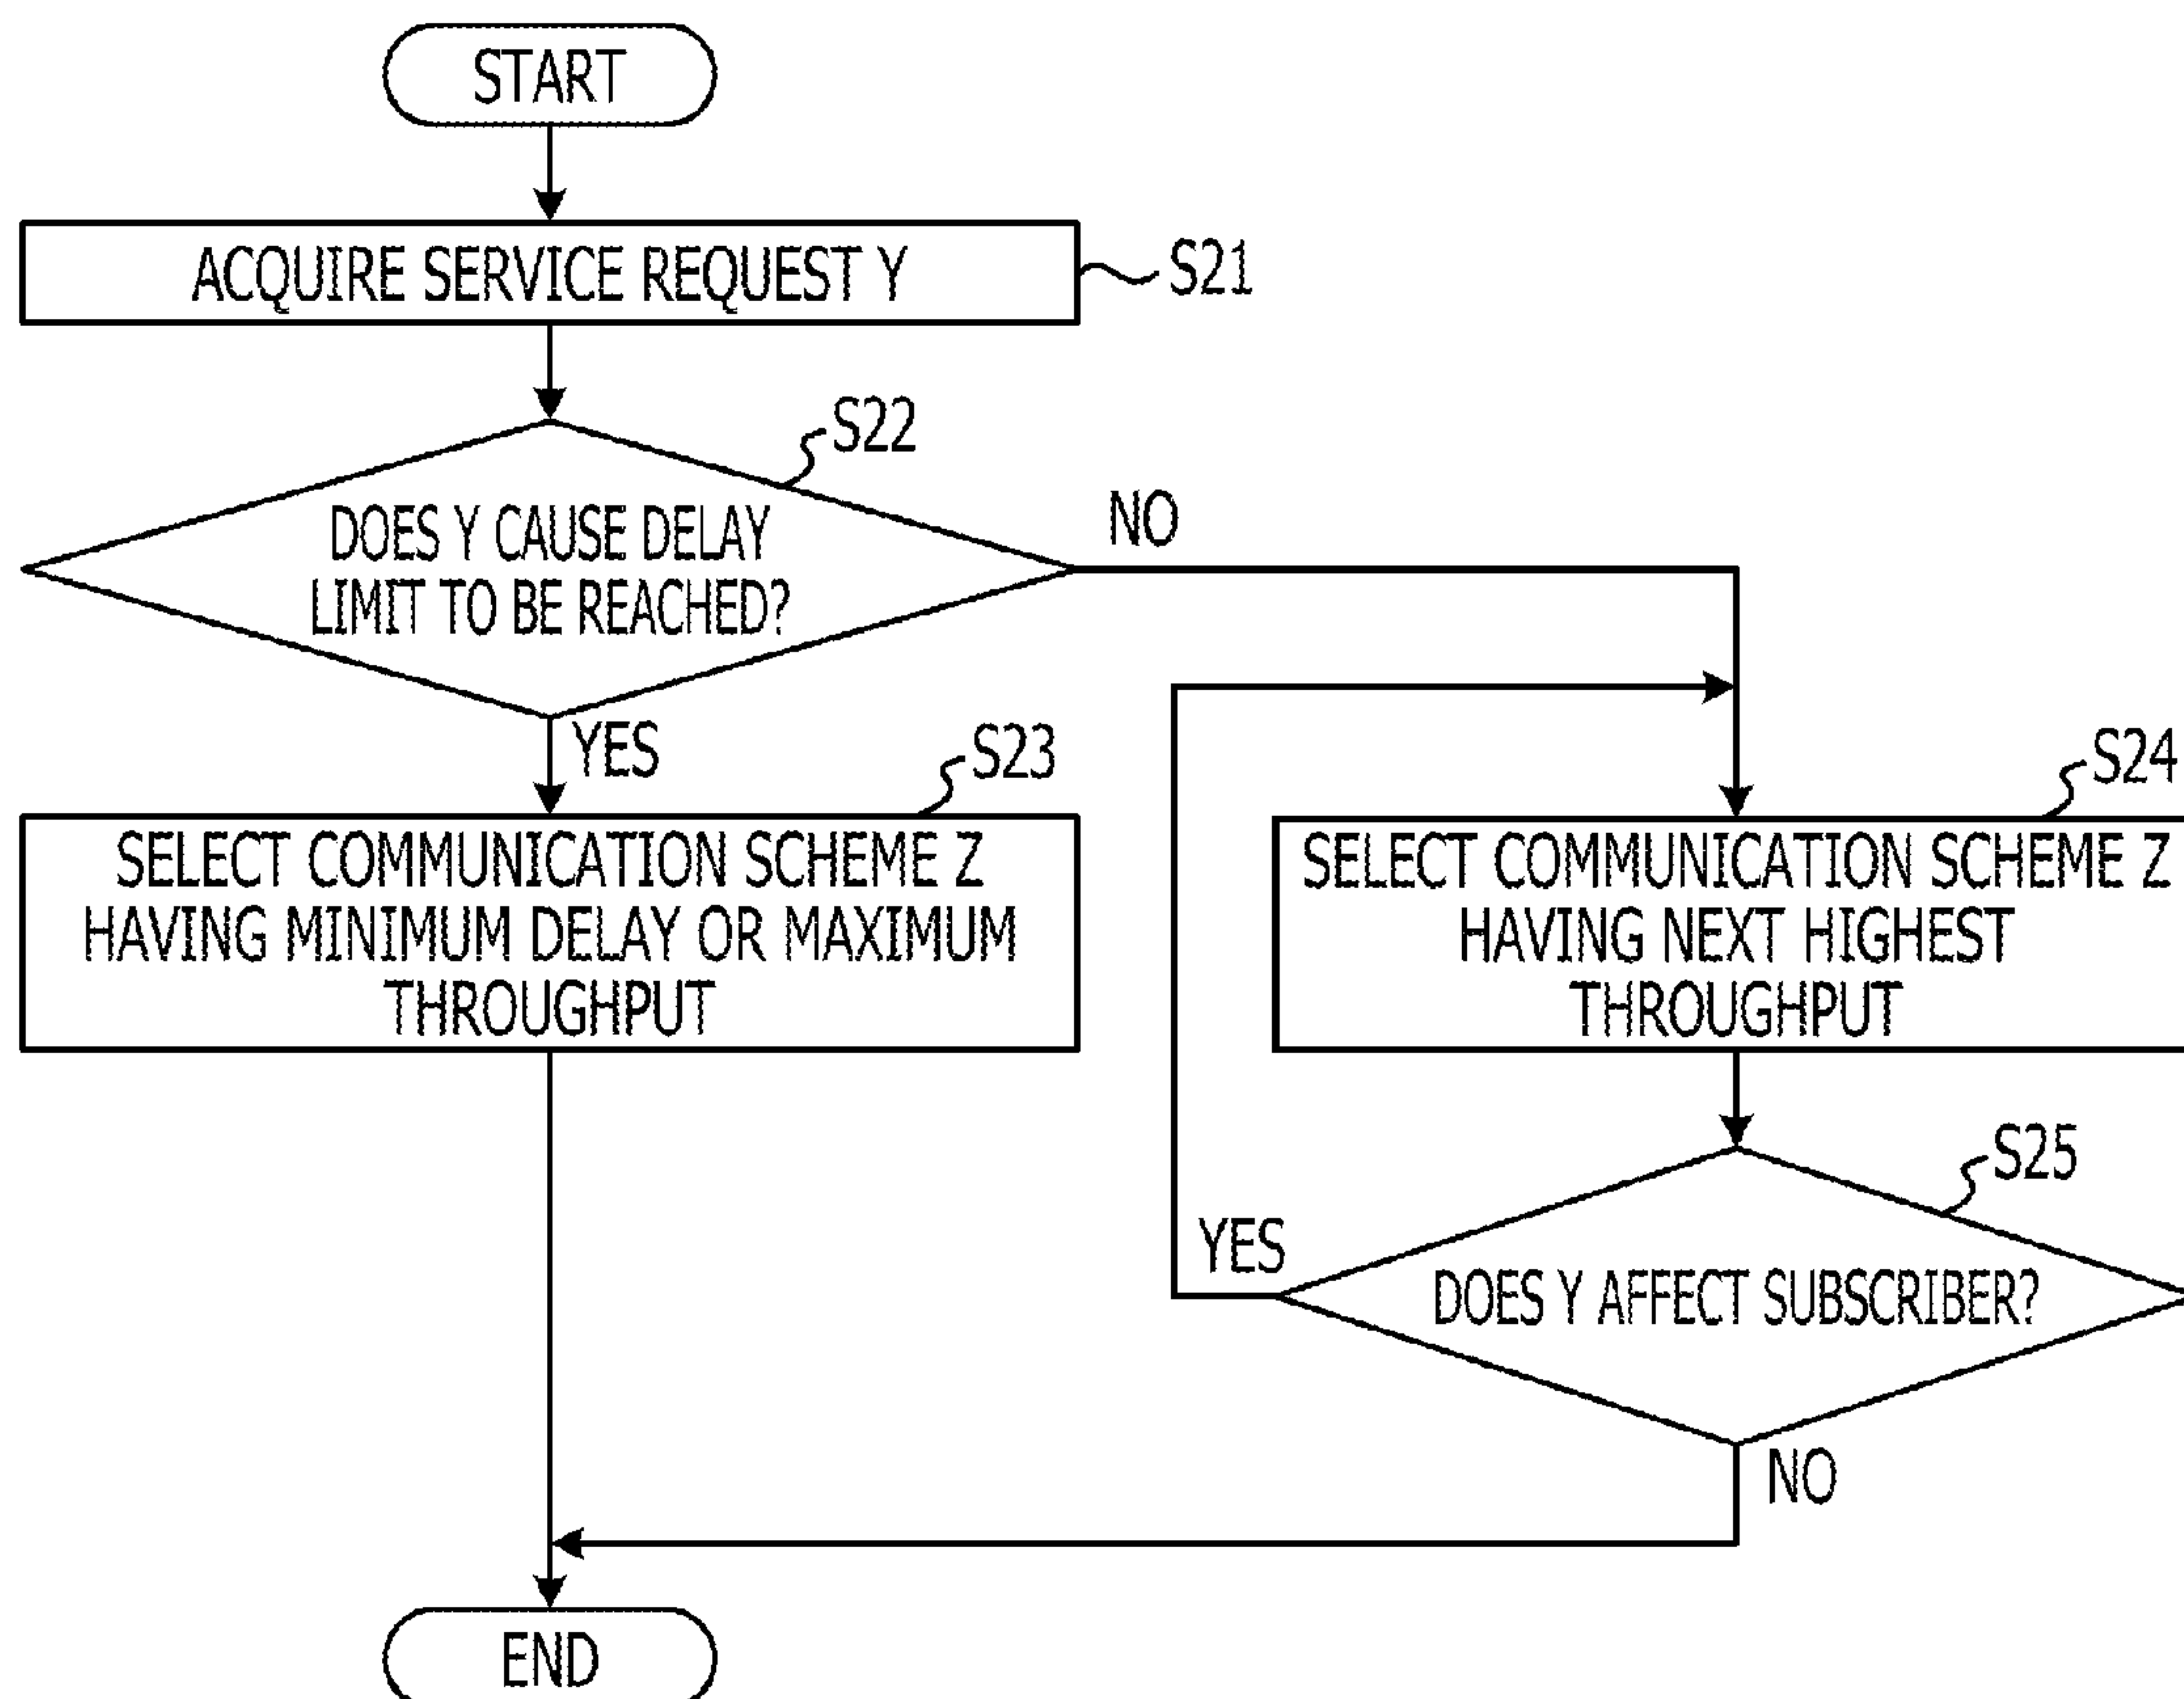 START
ACQUIRE SERVICE REQUEST Y
S21
S22
DOES Y CAUSE DELAY
LIMIT TO BE REACHED?
NO
YES
S23
SELECT COMMUNICATION SCHEME Z
HAVING MINIMUM DELAY OR MAXIMUM
THROUGHPUT
S24
SELECT COMMUNICATION SCHEME Z
HAVING NEXT HIGHEST
THROUGHPUT
S25
YES
DOES Y AFFECT SUBSCRIBER?
NO
END